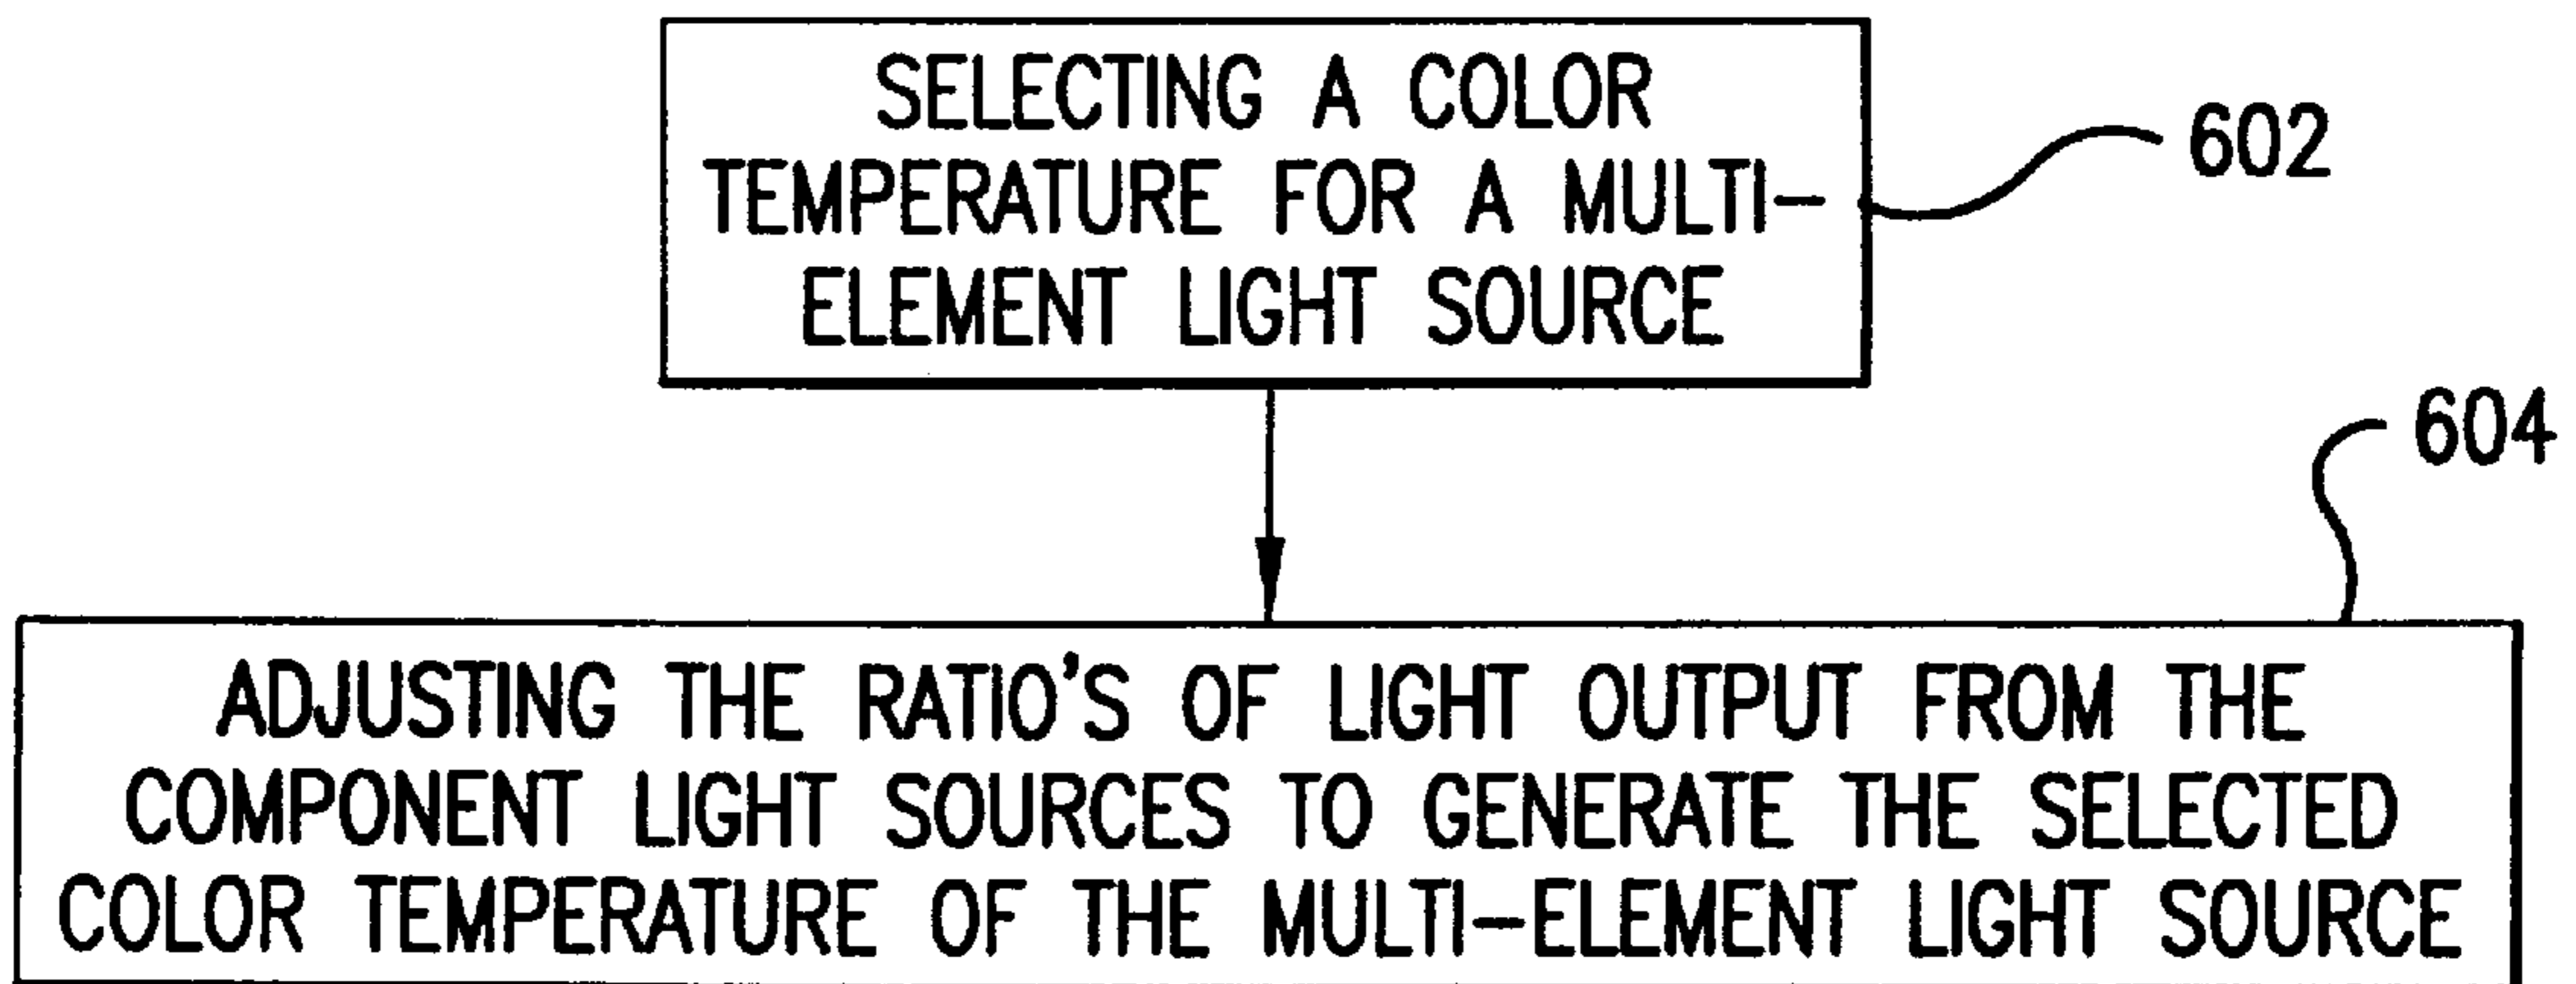 SELECTING A COLOR
TEMPERATURE FOR A MULTI-
ELEMENT LIGHT SOURCE
602
604
ADJUSTING THE RATIO'S OF LIGHT OUTPUT FROM THE
COMPONENT LIGHT SOURCES TO GENERATE THE SELECTED
COLOR TEMPERATURE OF THE MULTI-ELEMENT LIGHT SOURCE